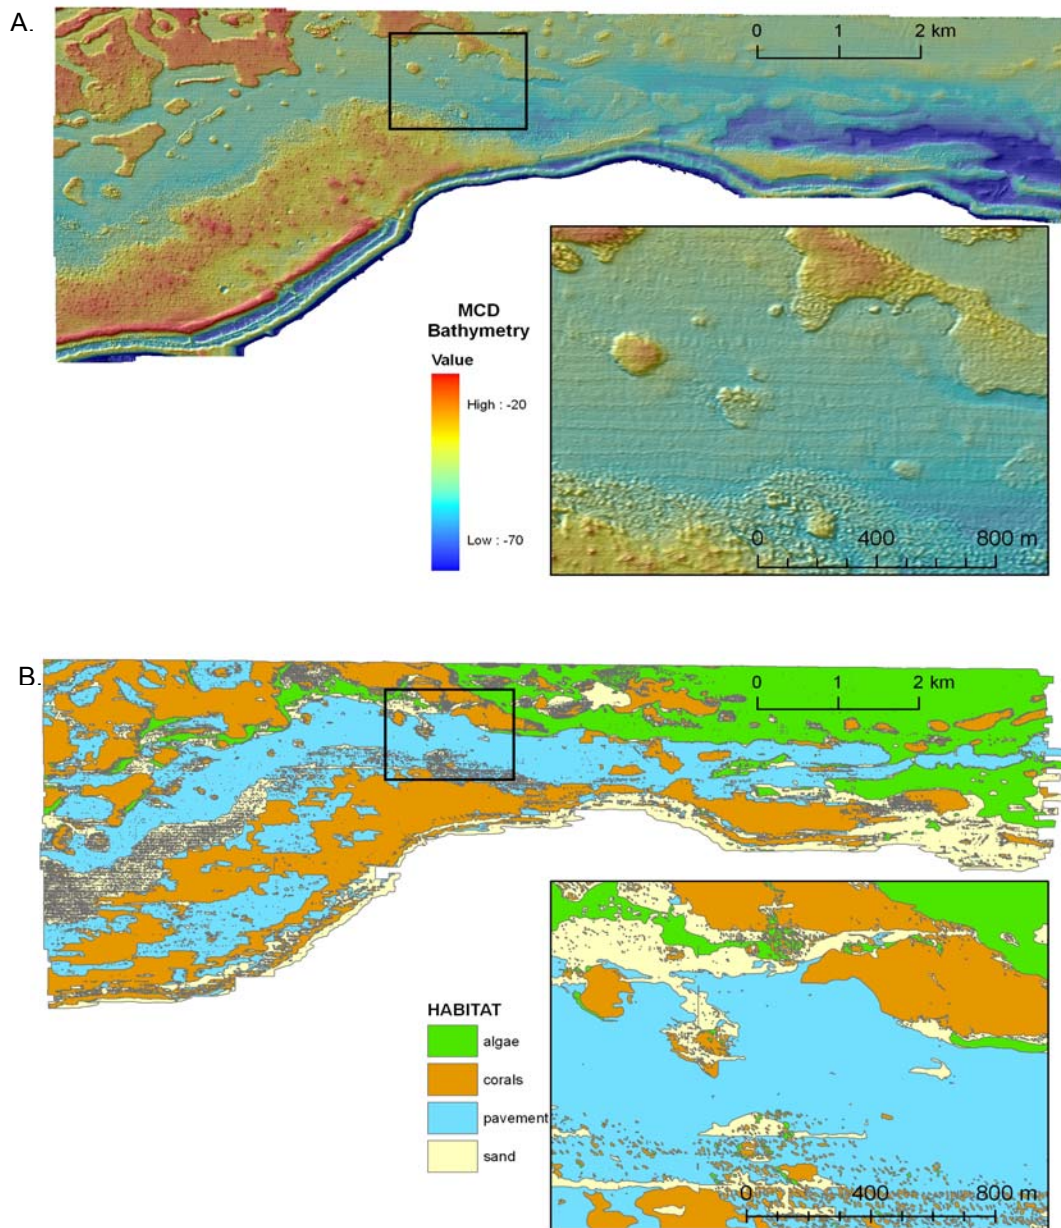 A.
0 1 2 km
MCD
Bathymetry
Value
High : -20
Low : -70
0 400 800 m
B.
0 1 2 km
HABITAT
algae
corals
pavement
sand
0 400 800 m